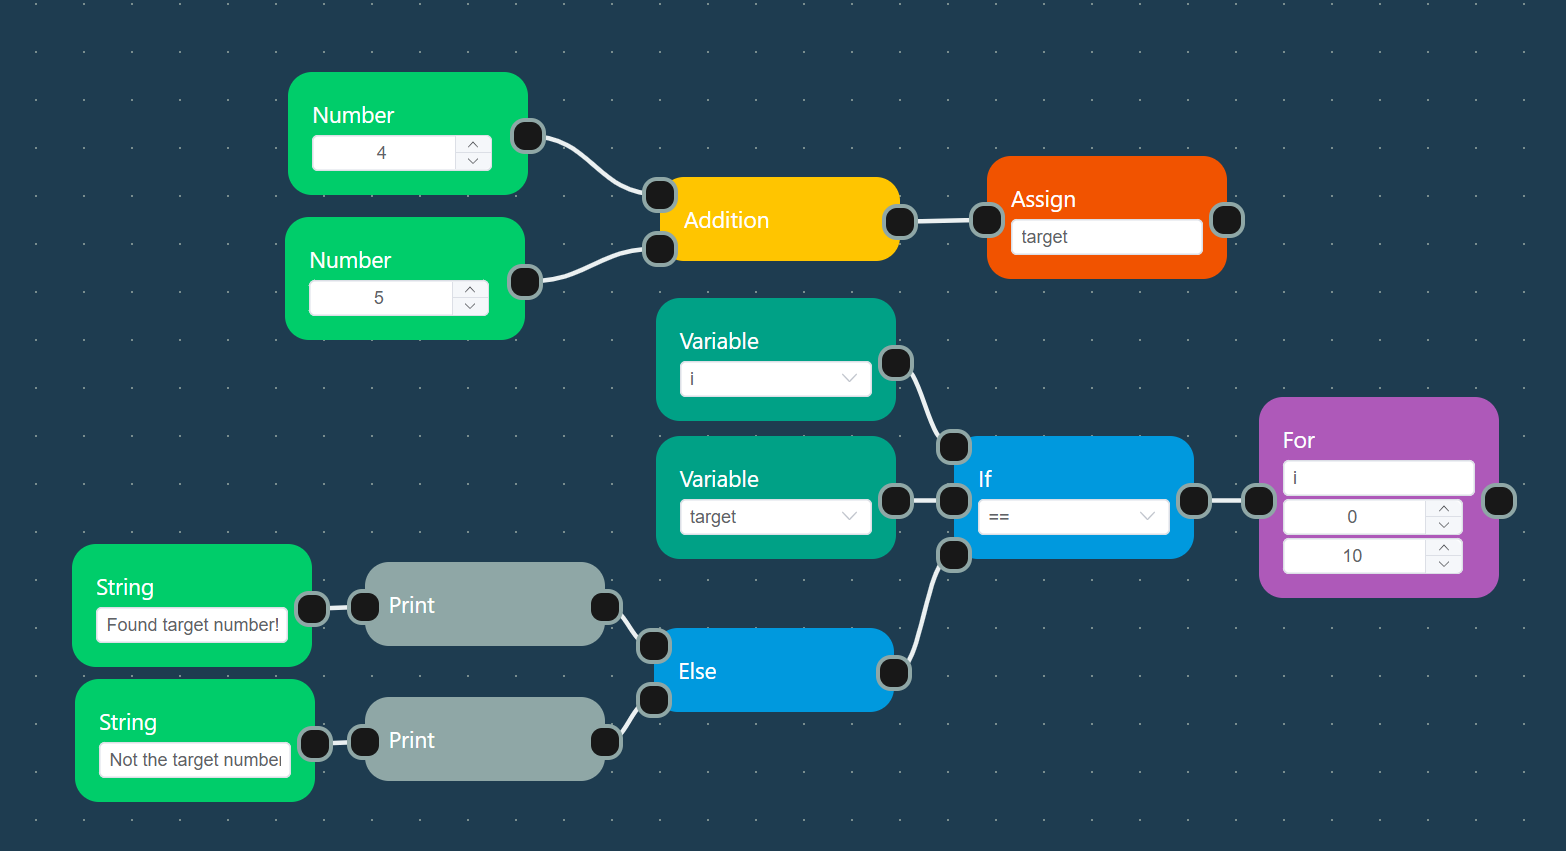 Number
4
Number
5
Addition
Assign
target
Variable
i
Variable
target
If
==
For
i
0
10
String
Found target number!
Print
String
Not the target number
Print
Else